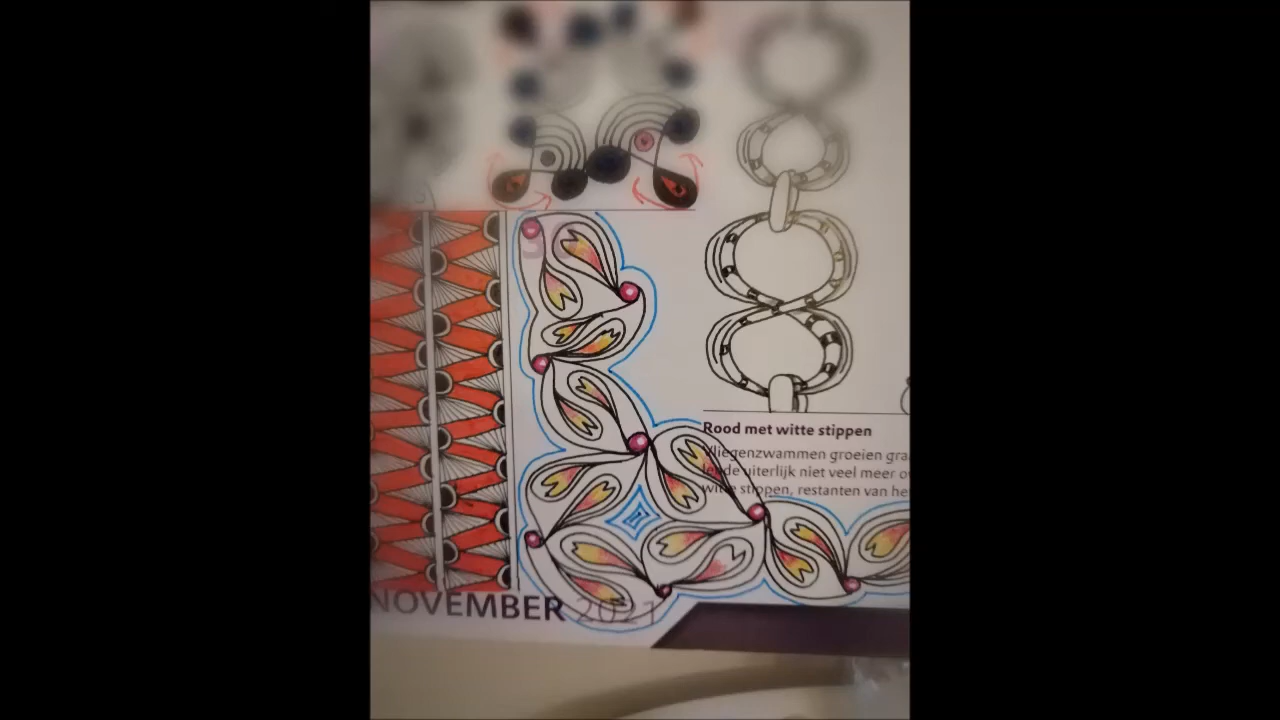 Rood met witte stippen
Vliegenzwammen groeien gra
uiterlijk niet veel meer o
witte stippen, restanten van he
NOVEMBER 2021